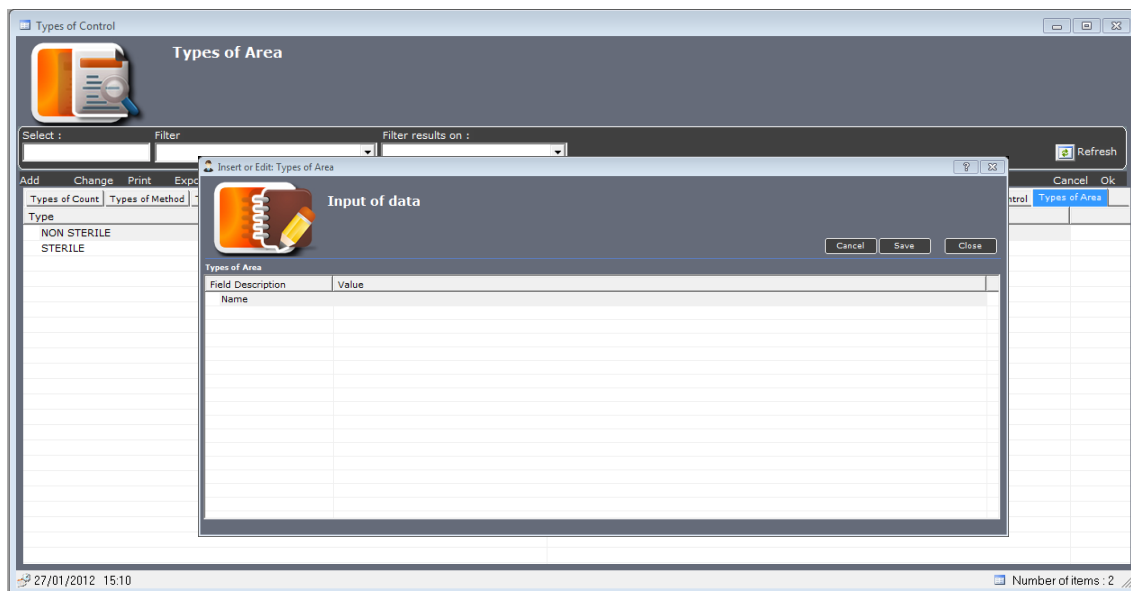 Types of Control
Types of Area
Select :
Filter
Filter results on :
Refresh
Add Change Print Expo
Cancel Ok
Types of Count Types of Method
ntrol Types of Area
Type
NON STERILE
STERILE
Insert or Edit: Types of Area
Input of data
Cancel Save Close
Types of Area
Field Description Value
Name
27/01/2012 15:10
Number of items : 2